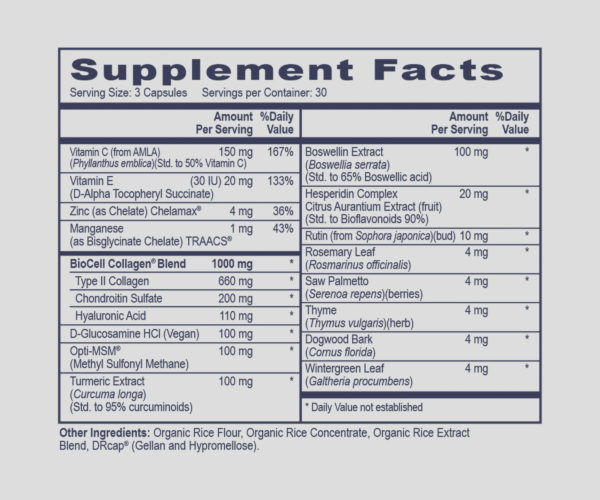 Supplement Facts
Serving Size: 3 Capsules Servings per Container: 30
Amount Per Serving %Daily Value
Vitamin C (from AMLA) 150 mg 167%
(Phyllanthus emblica)(Std. to 50% Vitamin C)
Vitamin E (30 IU) 20 mg 133%
(D-Alpha Tocopheryl Succinate)
Zinc (as Chelate) Chelamax® 4 mg 36%
Manganese 1 mg 43%
(as Bisglycinate Chelate) TRAACS®
BioCell Collagen® Blend 1000 mg *
Type II Collagen 660 mg *
Chondroitin Sulfate 200 mg *
Hyaluronic Acid 110 mg *
D-Glucosamine HCl (Vegan) 100 mg *
Opti-MSM® 100 mg *
(Methyl Sulfonyl Methane)
Turmeric Extract 100 mg *
(Curcuma longa)
(Std. to 95% curcuminoids)
Amount Per Serving %Daily Value
Boswellin Extract 100 mg *
(Boswellia serrata)
(Std. to 65% Boswellic acid)
Hesperidin Complex 20 mg *
Citrus Aurantium Extract (fruit)
(Std. to Bioflavonoids 90%)
Rutin (from Sophora japonica)(bud) 10 mg *
Rosemary Leaf 4 mg *
(Rosmarinus officinalis)
Saw Palmetto 4 mg *
(Serenoa repens)(berries)
Thyme 4 mg *
(Thymus vulgaris)(herb)
Dogwood Bark 4 mg *
(Cornus florida)
Wintergreen Leaf 4 mg *
(Galtheria procumbens)
* Daily Value not established
Other Ingredients: Organic Rice Flour, Organic Rice Concentrate, Organic Rice Extract
Blend, DRcap® (Gellan and Hypromellose).